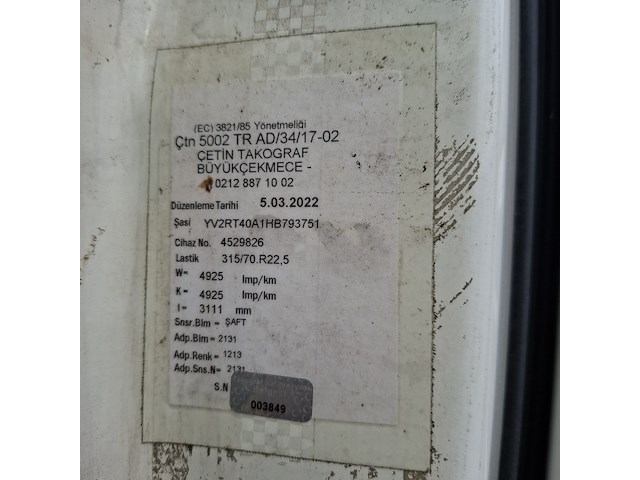 (EC) 3821/85 Yönetmeliği
Çtn 5002 TR AD/34/17-02
ÇETİN TAKOGRAF
BÜYÜKÇEKMECE -
0212 887 10 02
Düzenleme Tarihi 5.03.2022
Şasi YV2RT40A1HB793751
Cihaz No. 4529826
Lastik 315/70.R22,5
W= 4925 Imp/km
K = 4925 Imp/km
l = 3111 mm
Snsr.Bim = ŞAFT
Adp.Bim = 2131
Adp.Renk = 1213
Adp.Sns.N= 2131
S.N
003849